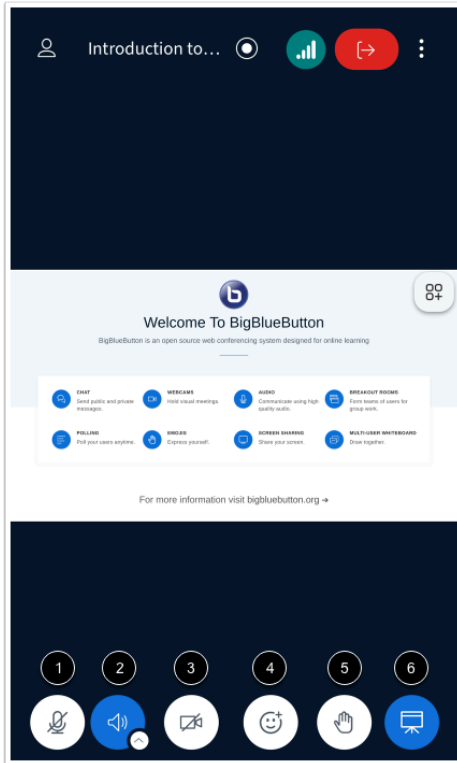 Introduction to...
Welcome To BigBlueButton
BigBlueButton is an open source web conferencing system designed for online learning
CHAT
Send public and private
messages.
WEBCAMS
Hold visual meetings.
AUDIO
Communicate using high
quality audio.
BREAKOUT ROOMS
Form teams of users for
group work.
POLLING
Poll your users anytime.
EMOJIS
Express yourself.
SCREEN SHARING
Share your screen.
MULTI-USER WHITEBOARD
Draw together.
For more information visit bigbluebutton.org →
1 2 3 4 5 6